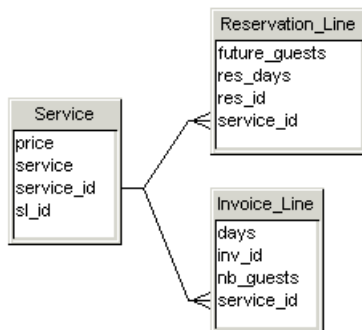 Reservation_Line
future_guests
res_days
res_id
service_id
Service
price
service
service_id
sl_id
Invoice_Line
days
inv_id
nb_guests
service_id